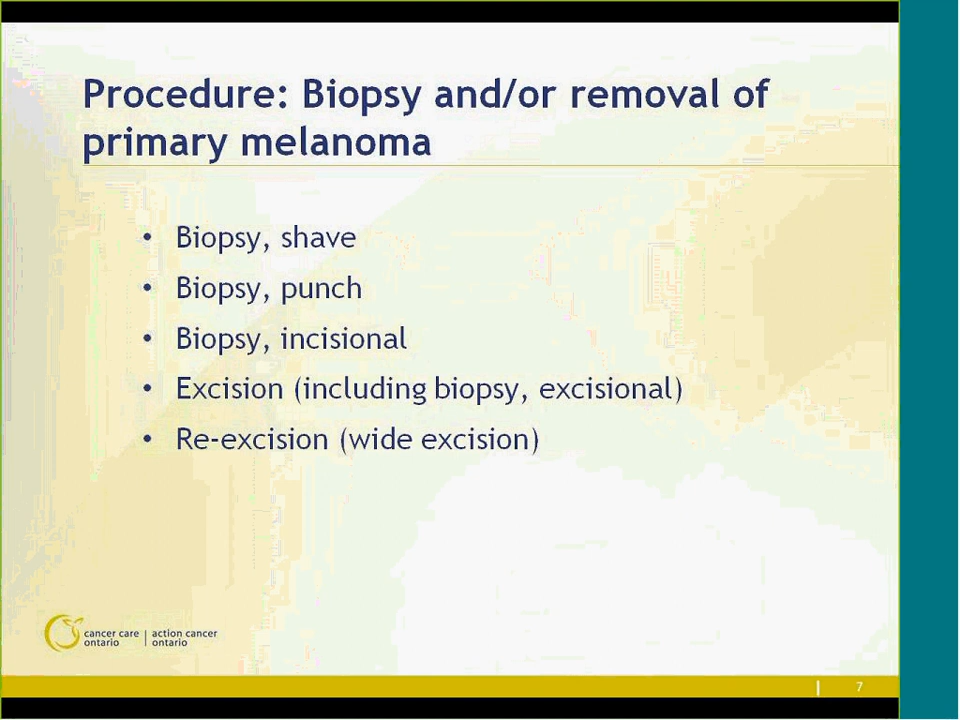 Procedure: Biopsy and/or removal of
primary melanoma
• Biopsy, shave
• Biopsy, punch
• Biopsy, incisional
• Excision (including biopsy, excisional)
• Re-excision (wide excision)
cancer care | action cancer
ontario | ontario
| 7